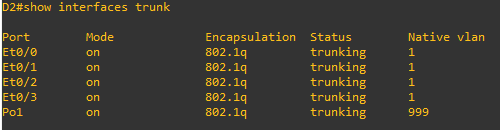 D2#show interfaces trunk
Port Mode Encapsulation Status Native vlan
Et0/0 on 802.1q trunking 1
Et0/1 on 802.1q trunking 1
Et0/2 on 802.1q trunking 1
Et0/3 on 802.1q trunking 1
Po1 on 802.1q trunking 999